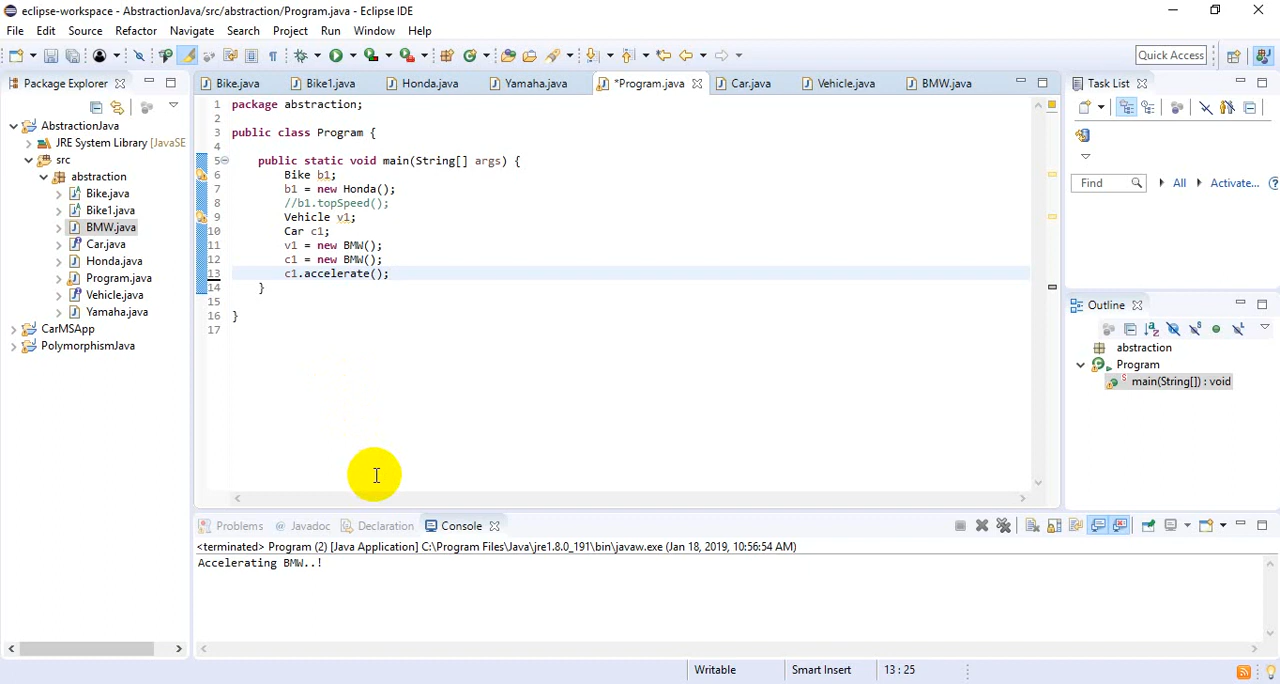 eclipse-workspace - AbstractionJava/src/abstraction/Program.java - Eclipse IDE
File Edit Source Refactor Navigate Search Project Run Window Help
Quick Access
Package Explorer
Bike.java Bike1.java Honda.java Yamaha.java *Program.java Car.java Vehicle.java BMW.java
Task List
AbstractionJava
JRE System Library [JavaSE
src
abstraction
Bike.java
Bike1.java
BMW.java
Car.java
Honda.java
Program.java
Vehicle.java
Yamaha.java
CarMSApp
PolymorphismJava
1 package abstraction;
2
3 public class Program {
4
5 public static void main(String[] args) {
6 Bike b1;
7 b1 = new Honda();
8 //b1.topSpeed();
9 Vehicle v1;
10 Car c1;
11 v1 = new BMW();
12 c1 = new BMW();
13 c1.accelerate();
14 }
15
16 }
17
Find All Activate...
Outline
abstraction
Program
main(String[]) : void
Problems @ Javadoc Declaration Console
<terminated> Program (2) [Java Application] C:\Program Files\Java\jre1.8.0_191\bin\javaw.exe (Jan 18, 2019, 10:56:54 AM)
Accelerating BMW..!
Writable Smart Insert 13 : 25